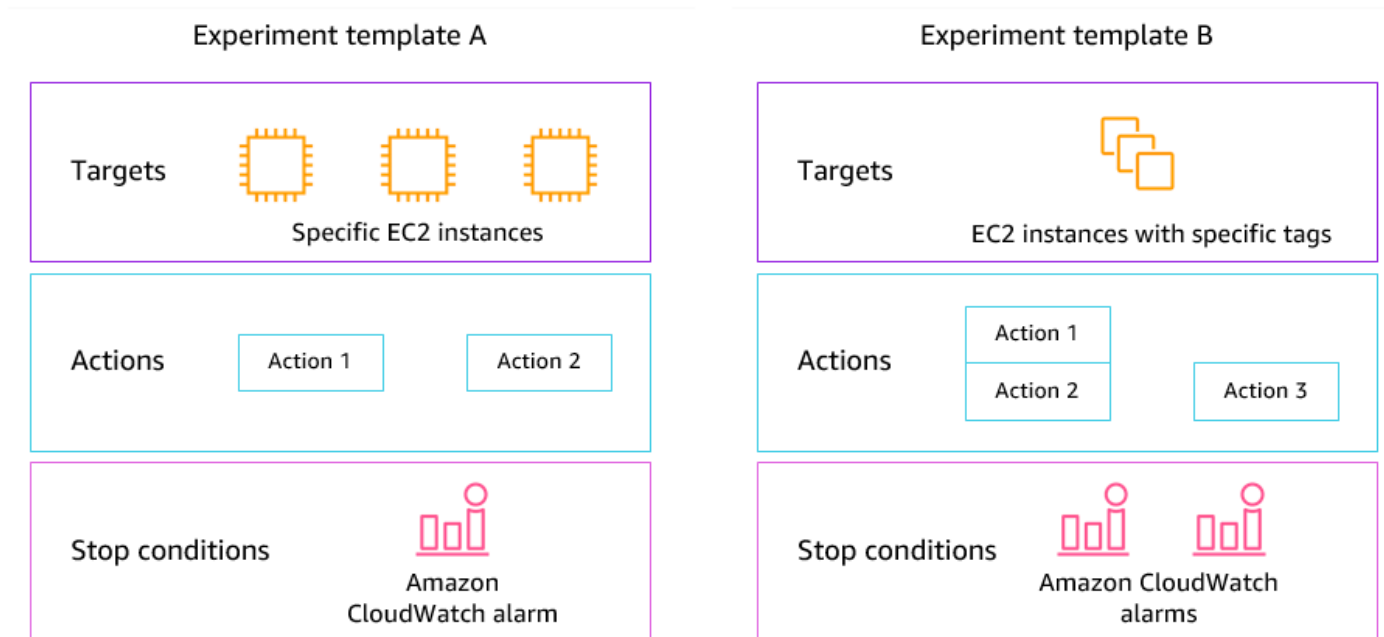 Experiment template A
Targets
Specific EC2 instances
Actions
Action 1
Action 2
Stop conditions
Amazon
CloudWatch alarm
Experiment template B
Targets
EC2 instances with specific tags
Actions
Action 1
Action 2
Action 3
Stop conditions
Amazon CloudWatch
alarms